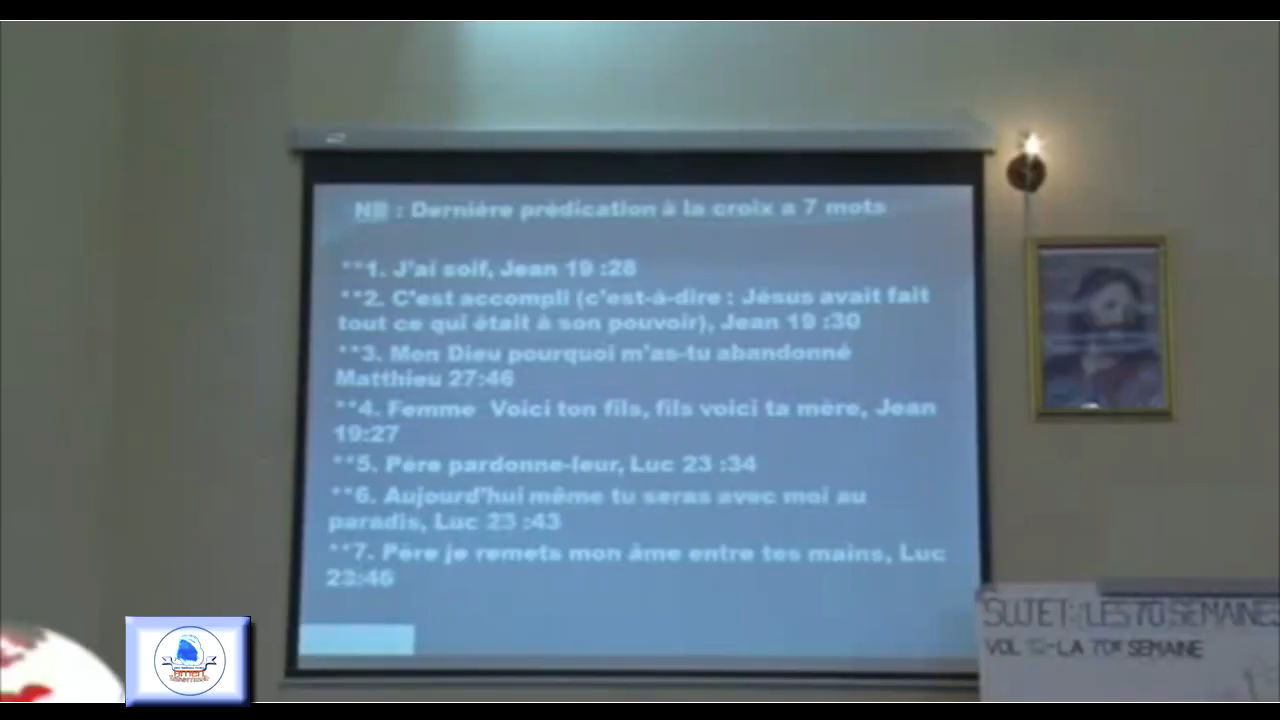 NB : Dernière prédication à la croix a 7 mots
**1. J'ai soif, Jean 19 :28
**2. C'est accompli (c'est-à-dire : Jésus avait fait
tout ce qui était à son pouvoir), Jean 19 :30
**3. Mon Dieu pourquoi m'as-tu abandonné
Matthieu 27:46
**4. Femme Voici ton fils, fils voici ta mère, Jean
19:27
**5. Père pardonne-leur, Luc 23 :34
**6. Aujourd'hui même tu seras avec moi au
paradis, Luc 23 :43
**7. Père je remets mon âme entre tes mains, Luc
23:46
SUJET: LES 70 SEMAINES
VOL 12-LA 70e SEMAINE
AMEN